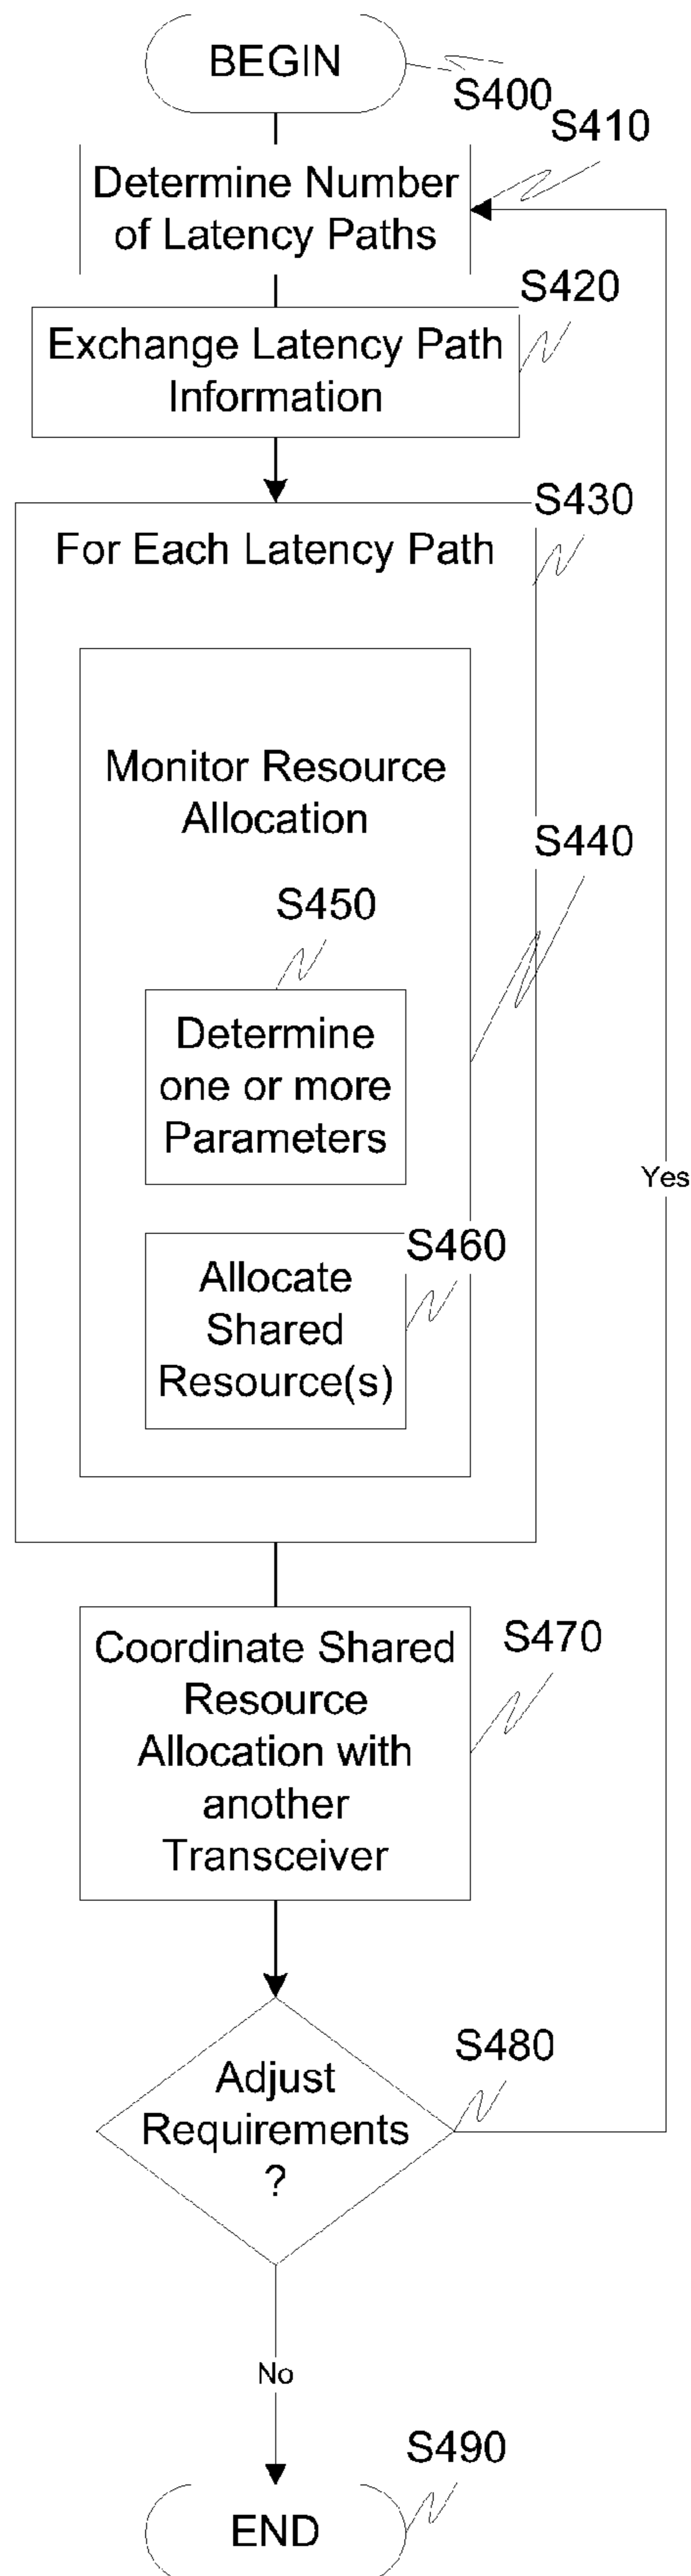 BEGIN
S400
S410
Determine Number
of Latency Paths
S420
Exchange Latency Path
Information
S430
For Each Latency Path
Monitor Resource
Allocation
S440
S450
Determine
one or more
Parameters
Yes
S460
Allocate
Shared
Resource(s)
Coordinate Shared
Resource
Allocation with
another
Transceiver
S470
S480
Adjust
Requirements
?
No
S490
END